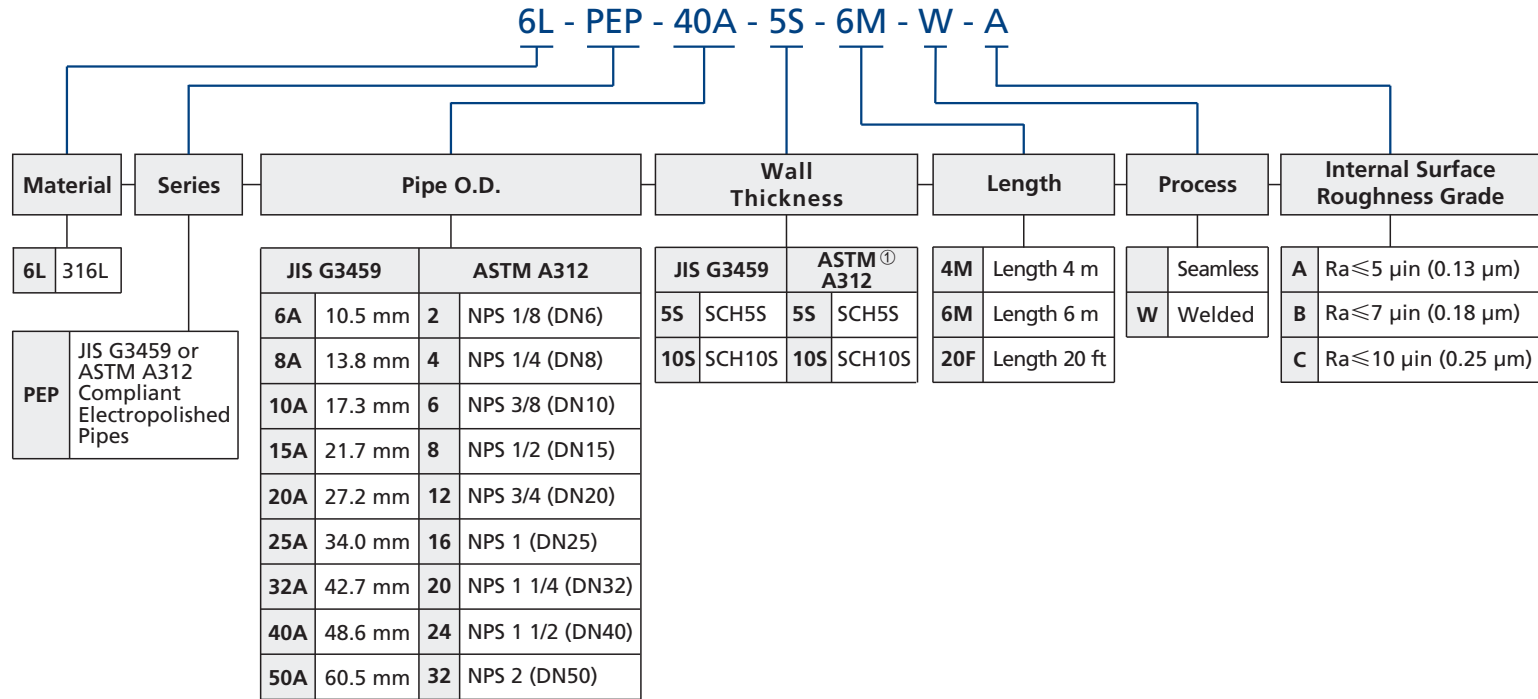 6L - PEP - 40A - 5S - 6M - W - A
Material
Series
Pipe O.D.
Wall
Thickness
Length
Process
Internal Surface
Roughness Grade
6L 316L
PEP
JIS G3459 or
ASTM A312
Compliant
Electropolished
Pipes
JIS G3459 ASTM A312
6A 10.5 mm 2 NPS 1/8 (DN6)
8A 13.8 mm 4 NPS 1/4 (DN8)
10A 17.3 mm 6 NPS 3/8 (DN10)
15A 21.7 mm 8 NPS 1/2 (DN15)
20A 27.2 mm 12 NPS 3/4 (DN20)
25A 34.0 mm 16 NPS 1 (DN25)
32A 42.7 mm 20 NPS 1 1/4 (DN32)
40A 48.6 mm 24 NPS 1 1/2 (DN40)
50A 60.5 mm 32 NPS 2 (DN50)
JIS G3459 ASTM ①
A312
5S SCH5S 5S SCH5S
10S SCH10S 10S SCH10S
4M Length 4 m
6M Length 6 m
20F Length 20 ft
Seamless
W Welded
A Ra≤5 μin (0.13 μm)
B Ra≤7 μin (0.18 μm)
C Ra≤10 μin (0.25 μm)